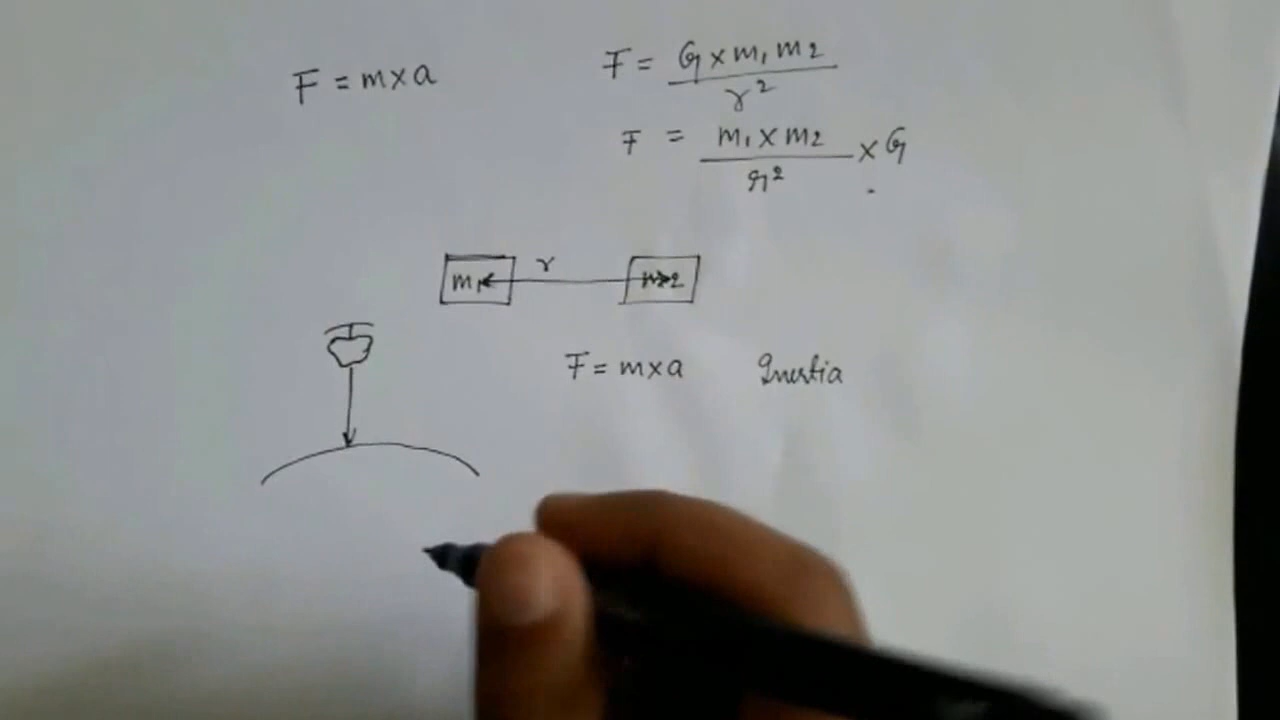 F = m x a
F = G x m1 m2 / r2
F = m1 x m2 / r2 x G
m1 r m2
F = m x a Inertia